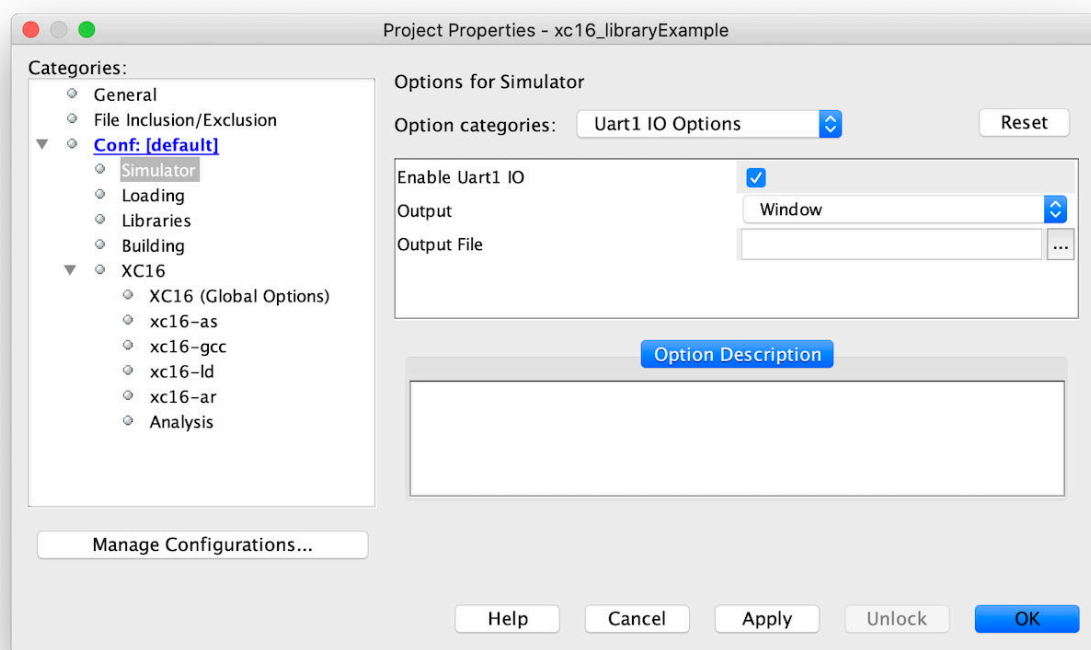 Project Properties - xc16_libraryExample
Categories:
General
File Inclusion/Exclusion
Conf: [default]
Simulator
Loading
Libraries
Building
XC16
XC16 (Global Options)
xc16-as
xc16-gcc
xc16-ld
xc16-ar
Analysis
Manage Configurations...
Options for Simulator
Option categories: Uart1 IO Options Reset
Enable Uart1 IO
Output Window
Output File ...
Option Description
Help Cancel Apply Unlock OK